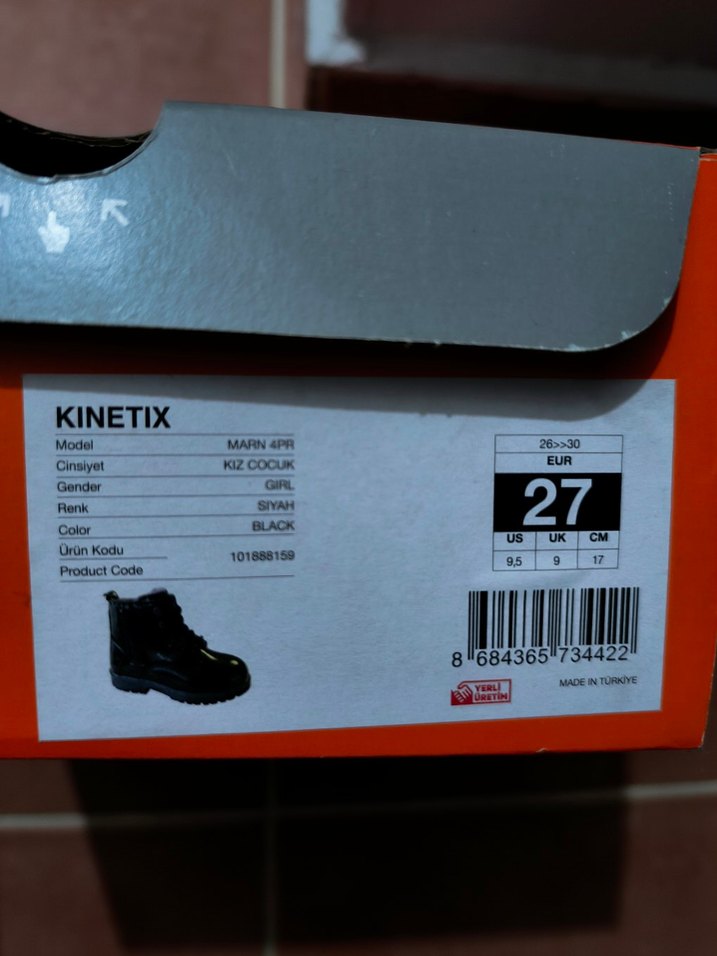 KINETIX
Model MARN 4PR
Cinsiyet KIZ COCUK
Gender GIRL
Renk SIYAH
Color BLACK
Ürün Kodu
101888159
Product Code
26>>30
EUR
27
US UK CM
9,5 9 17
8 684365 734422
YERLİ
ÜRETİM
MADE IN TÜRKİYE